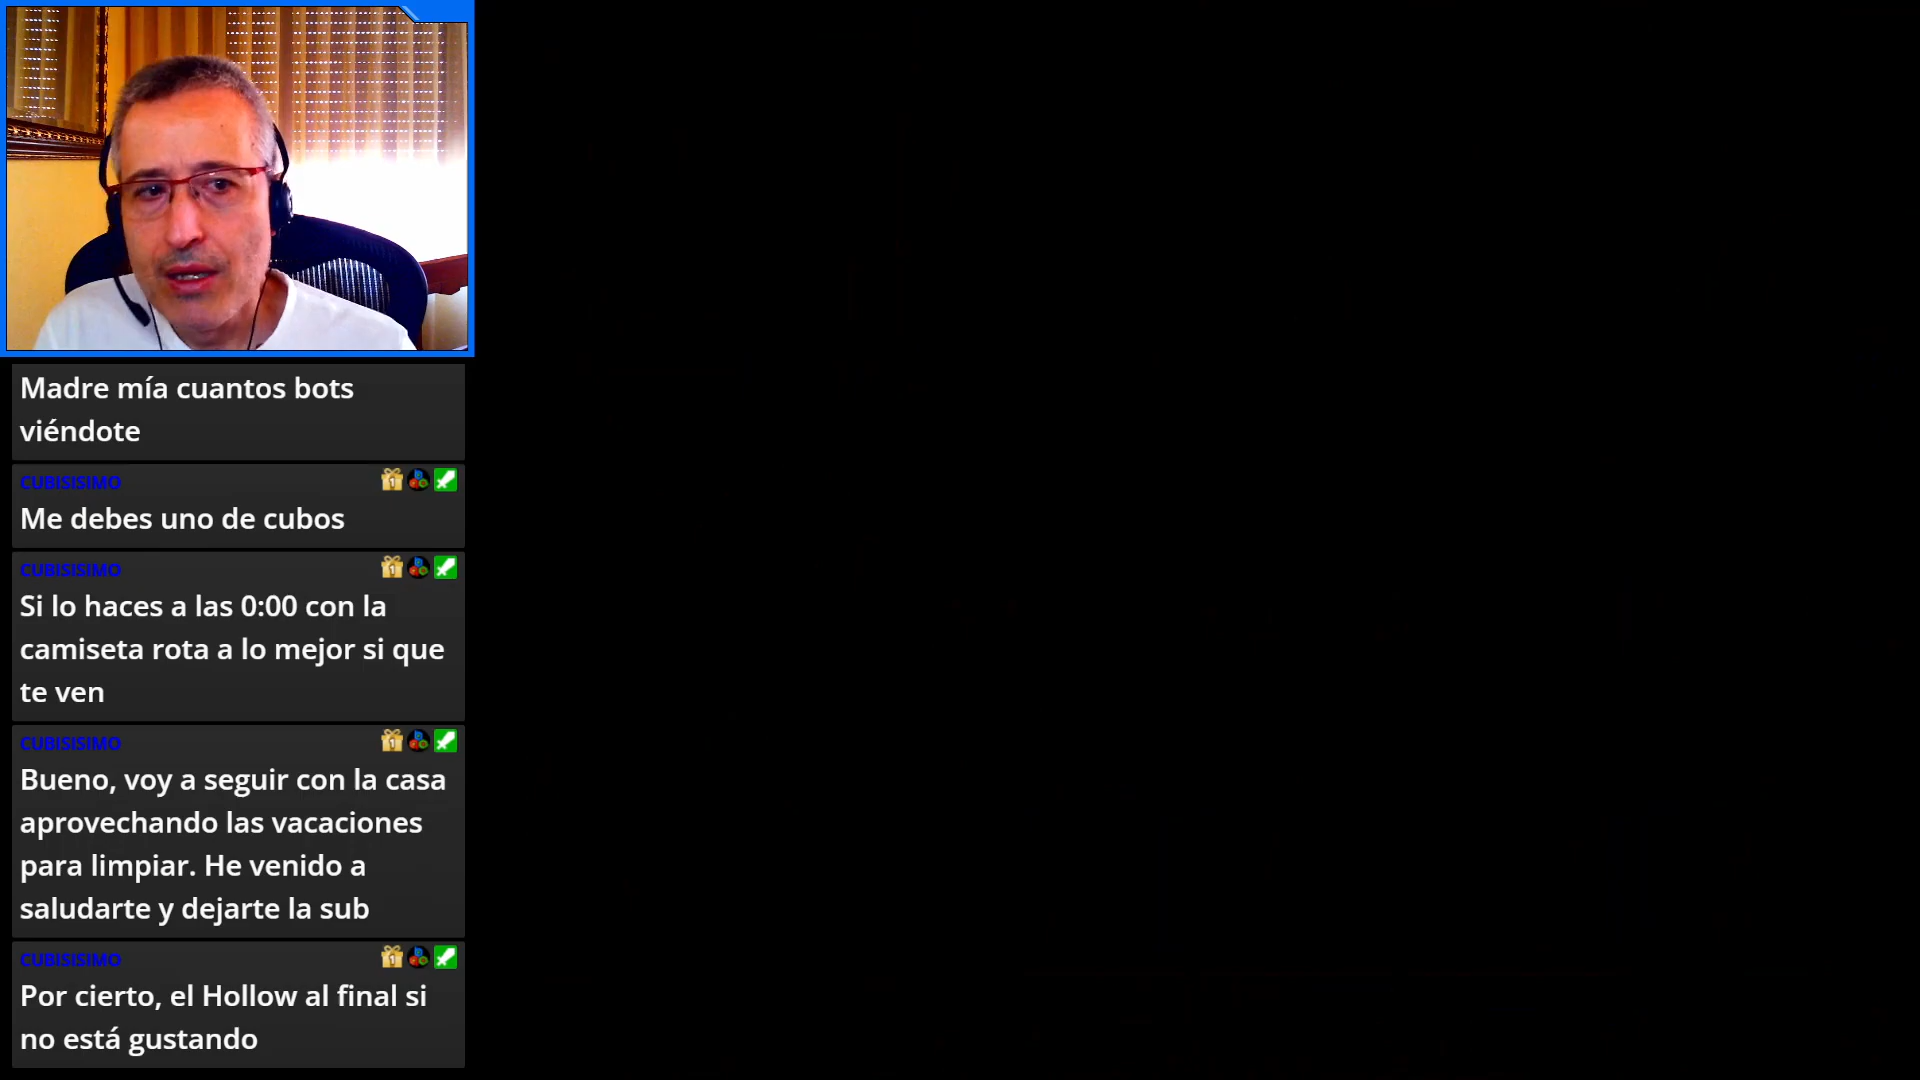 Madre mía cuantos bots
viéndote
CUBISISIMO
Me debes uno de cubos
CUBISISIMO
Si lo haces a las 0:00 con la
camiseta rota a lo mejor si que
te ven
CUBISISIMO
Bueno, voy a seguir con la casa
aprovechando las vacaciones
para limpiar. He venido a
saludarte y dejarte la sub
CUBISISIMO
Por cierto, el Hollow al final si
no está gustando